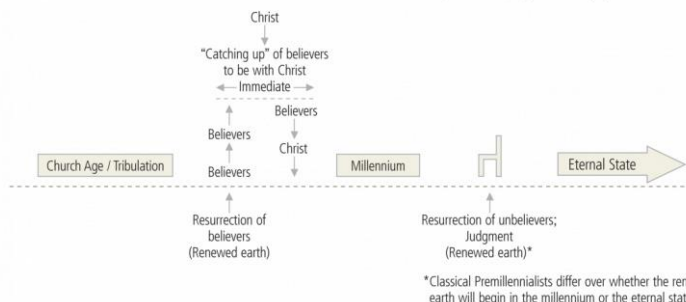 Christ
“Catching up” of believers
to be with Christ
Immediate
Believers
Believers
Christ
Church Age / Tribulation
Believers
Millennium
Eternal State
Resurrection of
believers
(Renewed earth)
Resurrection of unbelievers;
Judgment
(Renewed earth)*
*Classical Premillennialists differ over whether the
earth will begin in the millennium or the eternal